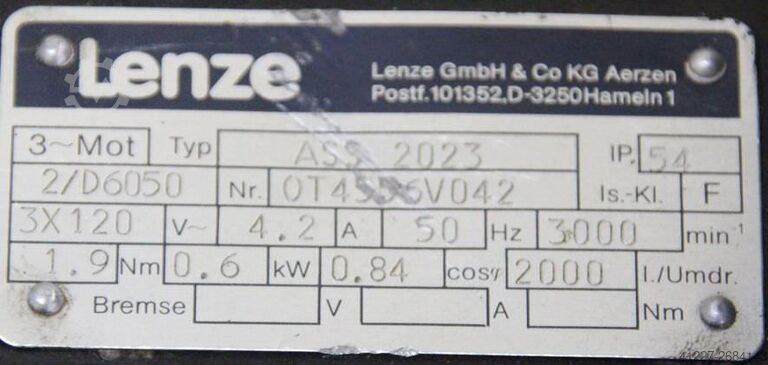 Lenze
Lenze GmbH & Co KG Aerzen
Postf.101352,D-3250Hameln1
3~Mot Typ ASS 2023 IP. 54
2/D6050 Nr. Is.-Kl. F
3X120 V~ 4.2 A 50 Hz 3000 min-1
1.9 Nm 0.6 kW 0.84 cosφ 2000 I./Umdr.
Bremse V A Nm